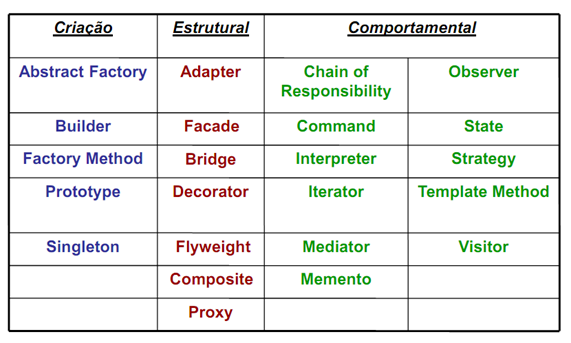 Criação Estrutural Comportamental
Abstract Factory Adapter Chain of Responsibility Observer
Builder Facade Command State
Factory Method Bridge Interpreter Strategy
Prototype Decorator Iterator Template Method
Singleton Flyweight Mediator Visitor
Composite Memento
Proxy